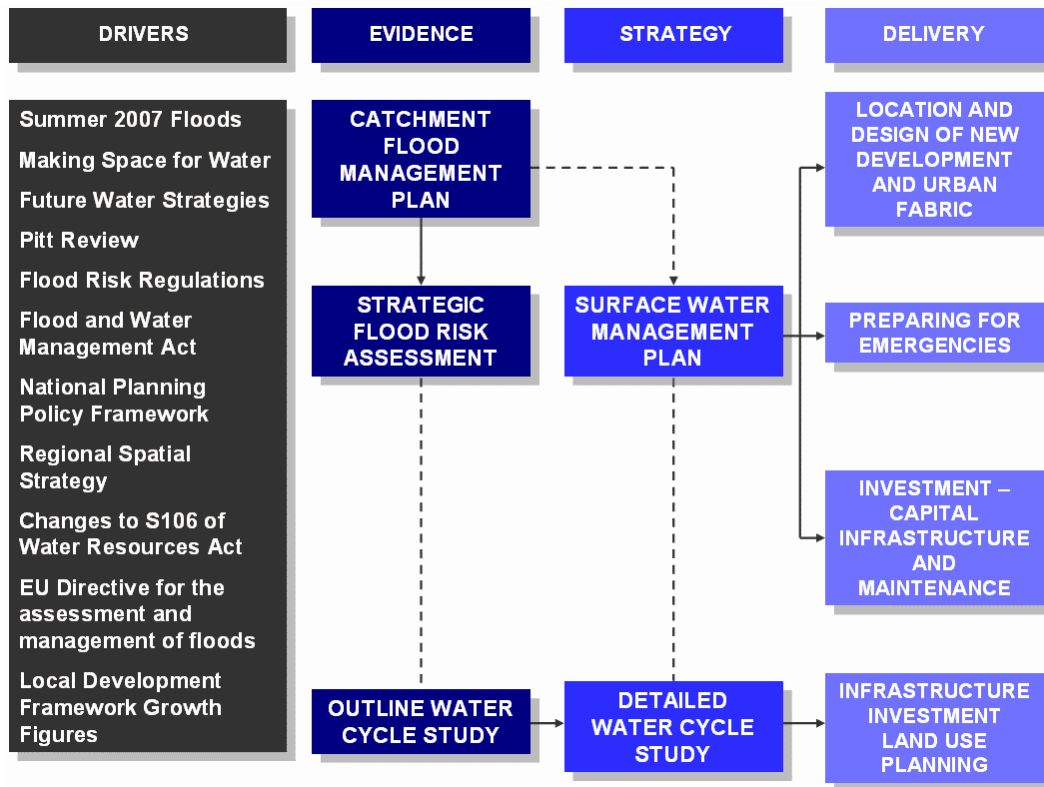 DRIVERS
EVIDENCE
STRATEGY
DELIVERY
Summer 2007 Floods
Making Space for Water
Future Water Strategies
Pitt Review
Flood Risk Regulations
Flood and Water
Management Act
National Planning
Policy Framework
Regional Spatial
Strategy
Changes to S106 of
Water Resources Act
EU Directive for the
assessment and
management of floods
Local Development
Framework Growth
Figures
CATCHMENT
FLOOD
MANAGEMENT
PLAN
STRATEGIC
FLOOD RISK
ASSESSMENT
OUTLINE WATER
CYCLE STUDY
SURFACE WATER
MANAGEMENT
PLAN
DETAILED
WATER CYCLE
STUDY
LOCATION AND
DESIGN OF NEW
DEVELOPMENT
AND URBAN
FABRIC
PREPARING FOR
EMERGENCIES
INVESTMENT –
CAPITAL
INFRASTRUCTURE
AND
MAINTENANCE
INFRASTRUCTURE
INVESTMENT
LAND USE
PLANNING